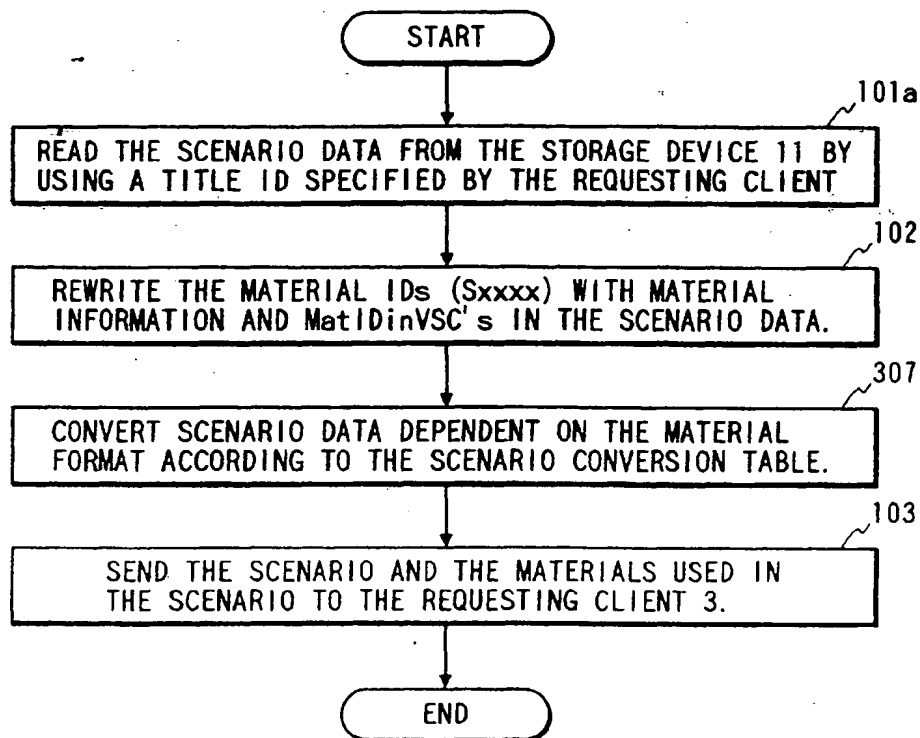 START
101a
READ THE SCENARIO DATA FROM THE STORAGE DEVICE 11 BY
USING A TITLE ID SPECIFIED BY THE REQUESTING CLIENT
102
REWRITE THE MATERIAL IDs (Sxxxx) WITH MATERIAL
INFORMATION AND MatIDinVSC's IN THE SCENARIO DATA.
307
CONVERT SCENARIO DATA DEPENDENT ON THE MATERIAL
FORMAT ACCORDING TO THE SCENARIO CONVERSION TABLE.
103
SEND THE SCENARIO AND THE MATERIALS USED IN
THE SCENARIO TO THE REQUESTING CLIENT 3.
END